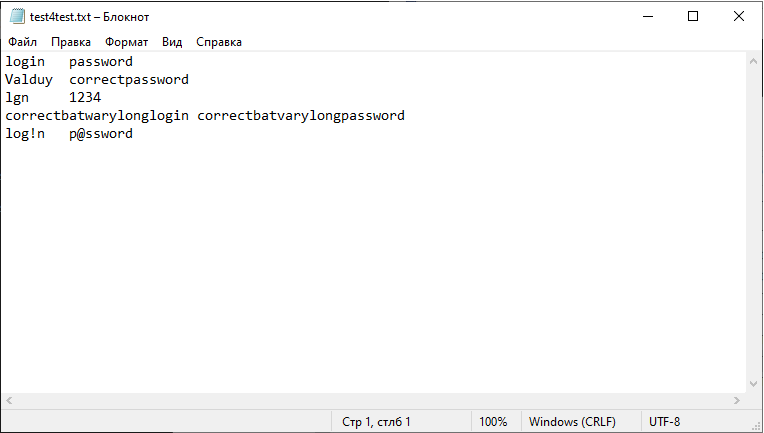 test4test.txt – Блокнот
Файл Правка Формат Вид Справка
login password
Valduy correctpassword
lgn 1234
correctbatwarylonglogin correctbatvarylongpassword
log!n p@ssword
Стр 1, стлб 1 100% Windows (CRLF) UTF-8